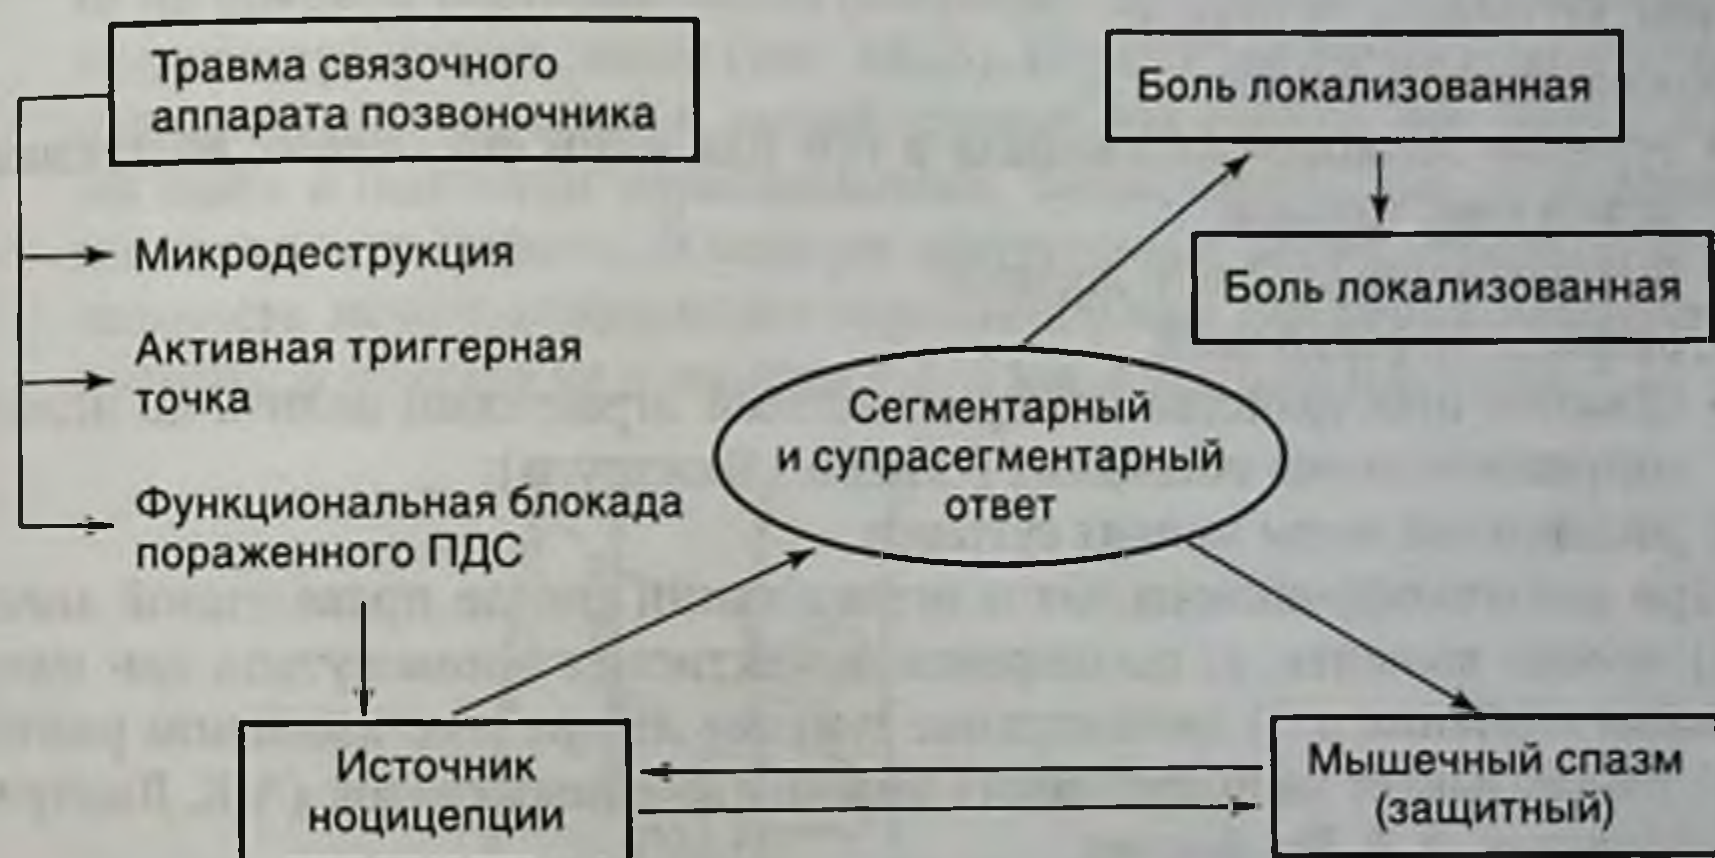 Травма связочного
аппарата позвоночника
Микродеструкция
Активная триггерная
точка
Функциональная блокада
пораженного ПДС
Источник
ноцицепции
Сегментарный
и супрасегментарный
ответ
Боль локализованная
Боль локализованная
Мышечный спазм
(защитный)